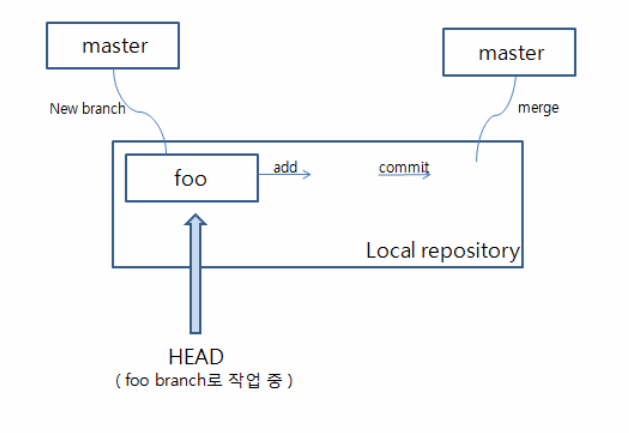 master
master
New branch
merge
foo
add
commit
Local repository
HEAD
( foo branch로 작업 중 )